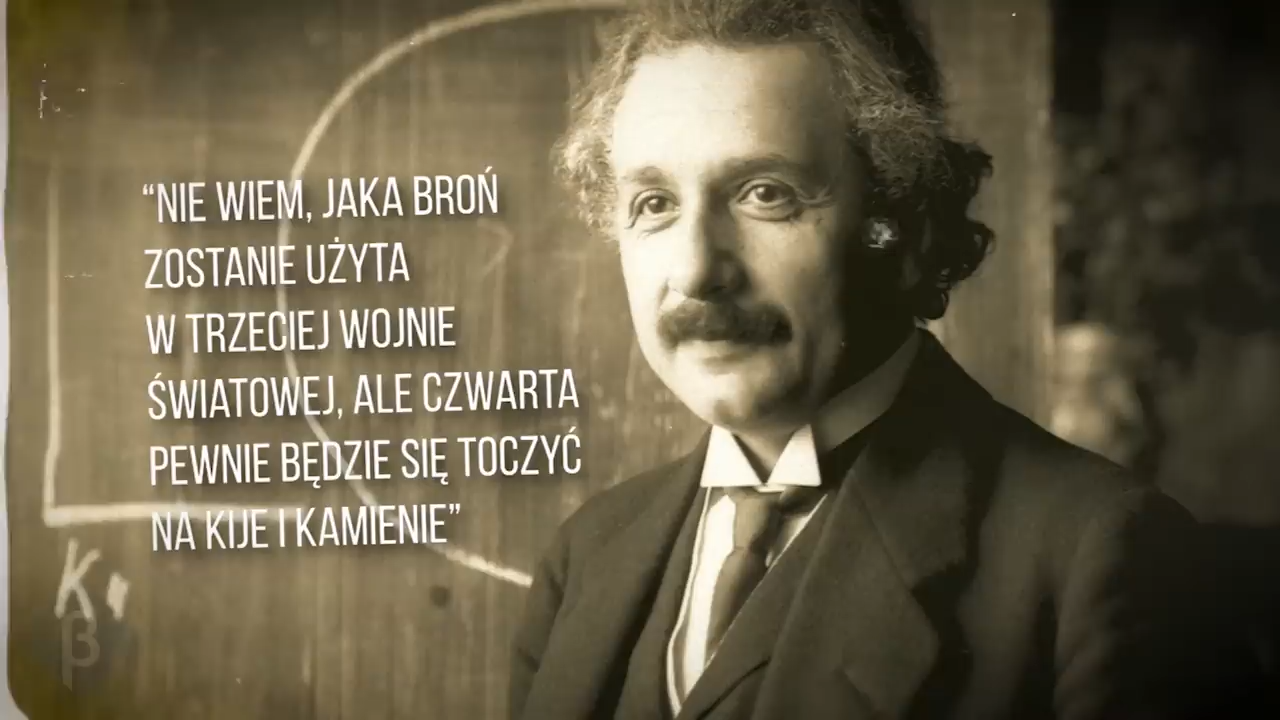 “NIE WIEM, JAKA BROŃ
ZOSTANIE UŻYTA
W TRZECIEJ WOJNIE
ŚWIATOWEJ, ALE CZWARTA
PEWNIE BĘDZIE SIĘ TOCZYĆ
NA KIJE I KAMIENIE”
K
β